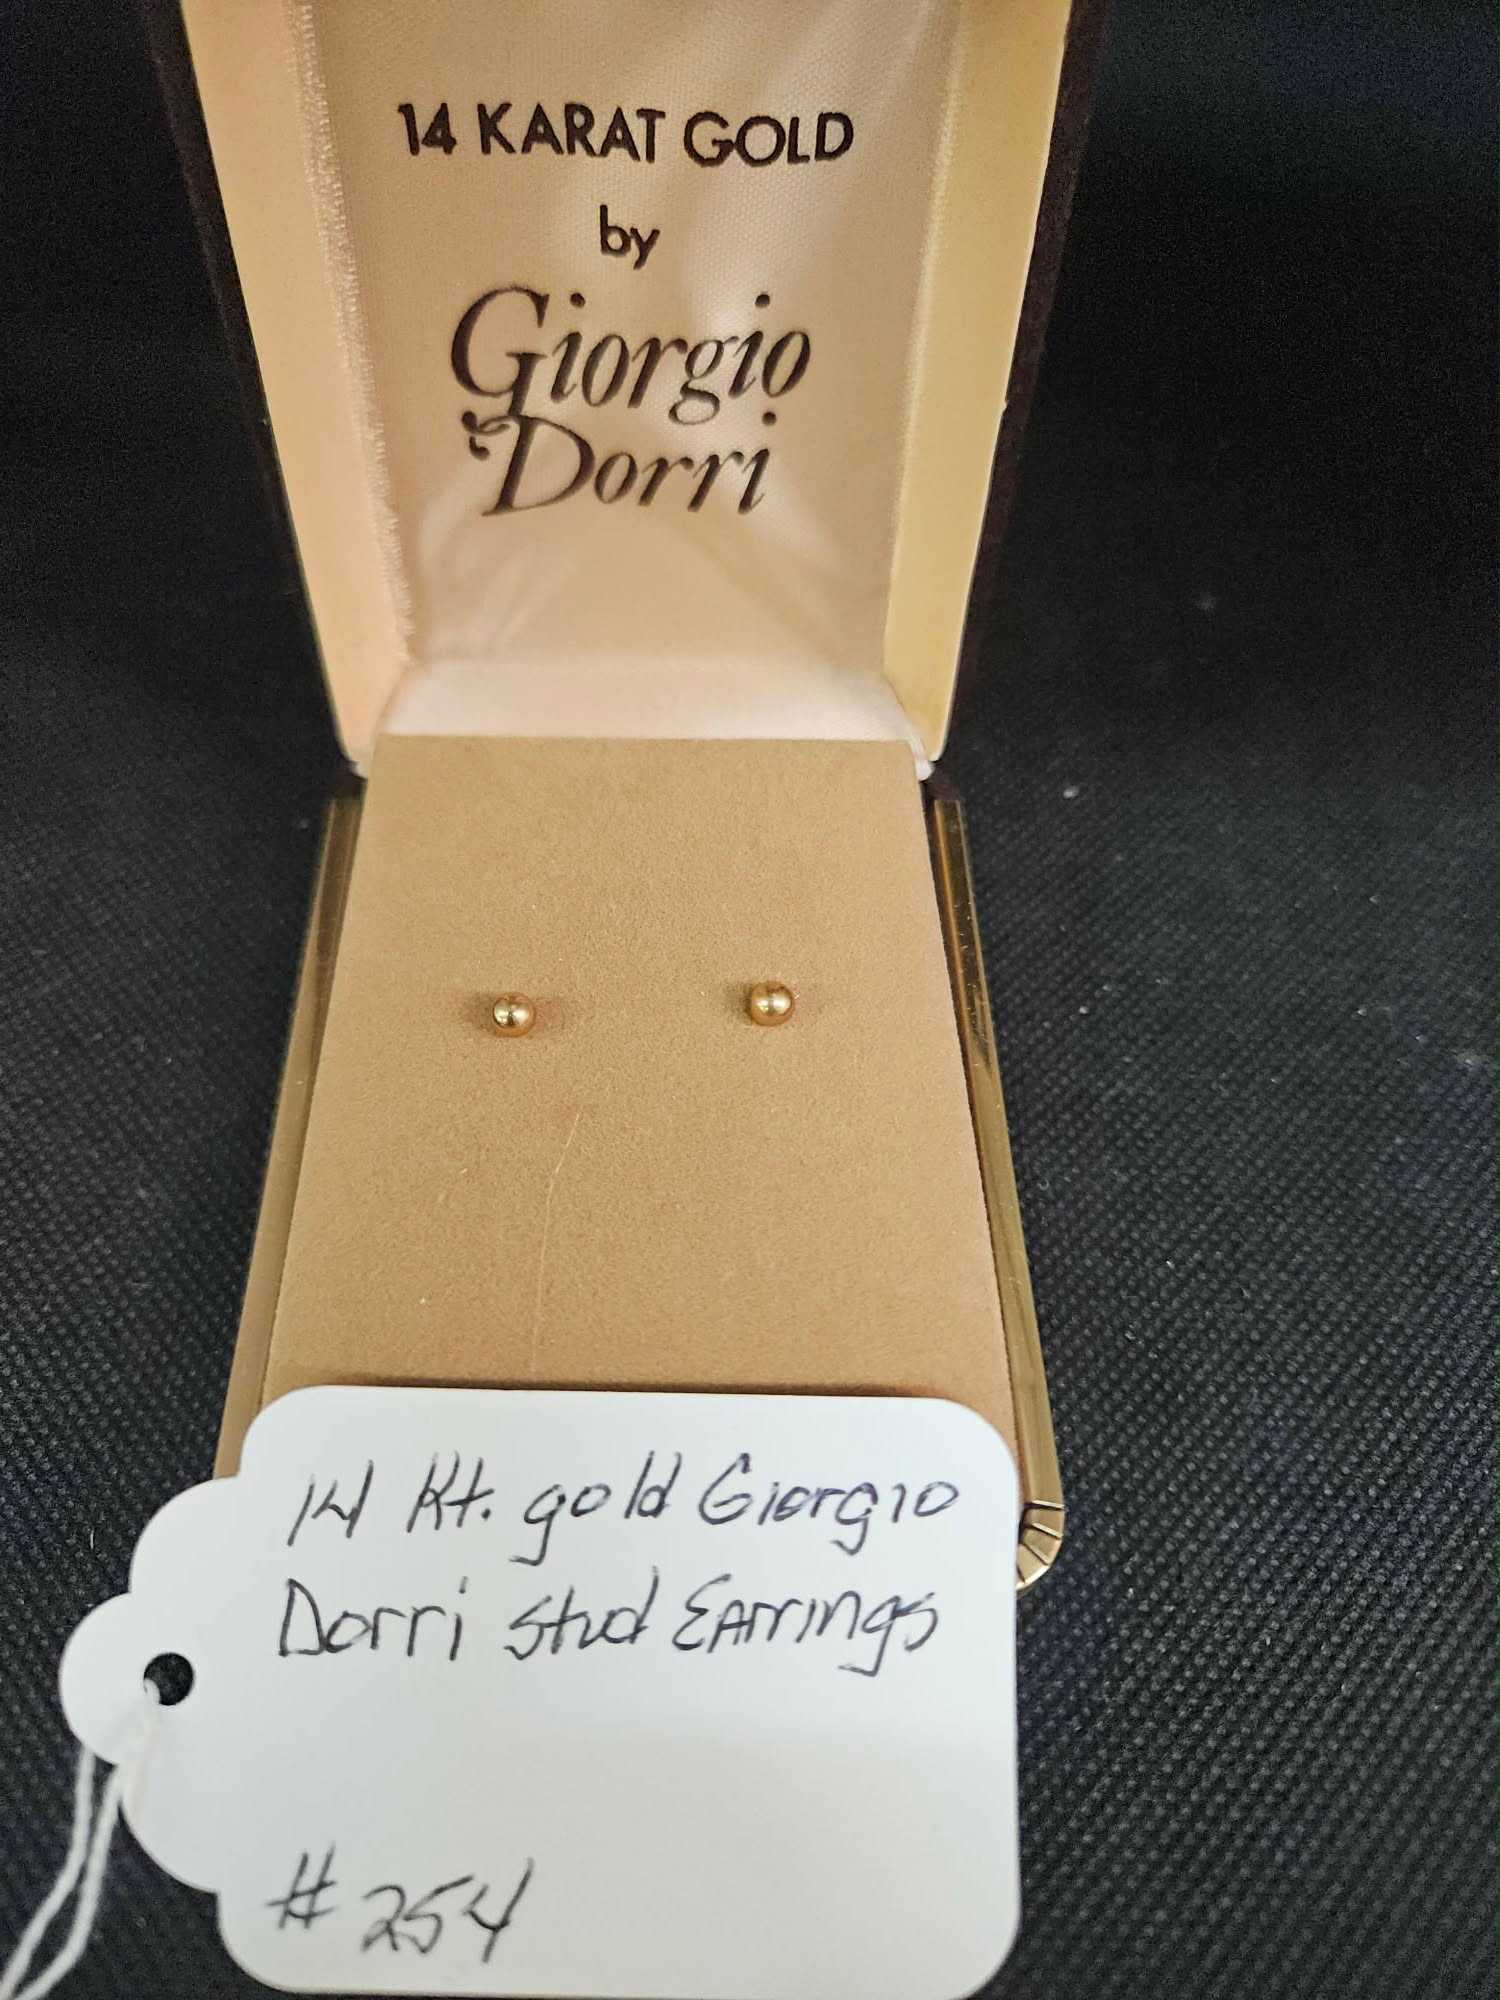 14 KARAT GOLD
by
Giorgio
Dorri
14 Kt. gold Giorgio
Dorri Stud EArrings
# 254